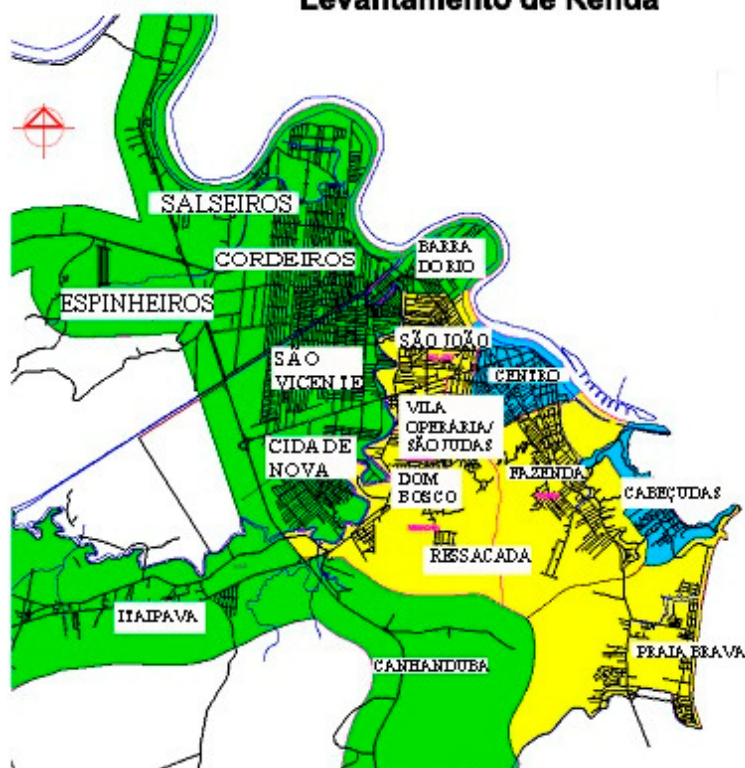 Levantamento de Renda
SALSEIROS
BARRA
DO RIO
CORDEIROS
ESPINHEIROS
SÃO JOÃO
SÃO
VICENTE
CENTRO
VILA
OPERÁRIA/
SÃO JUDAS
CIDADE
NOVA
FAZENDA
DOM
BOSCO
CABEÇUDAS
RESSACADA
ITAIPAVA
PRAIA BRAVA
CANHANDUBA